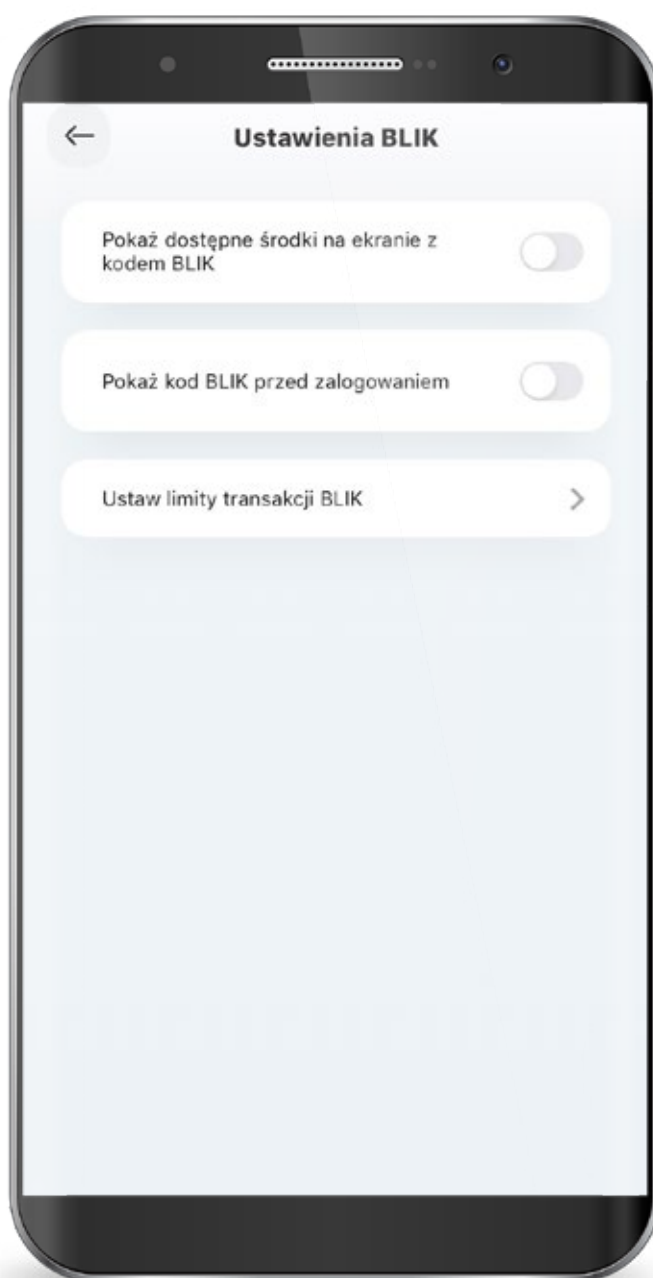 Ustawienia BLIK
Pokaż dostępne środki na ekranie z
kodem BLIK
Pokaż kod BLIK przed zalogowaniem
Ustaw limity transakcji BLIK